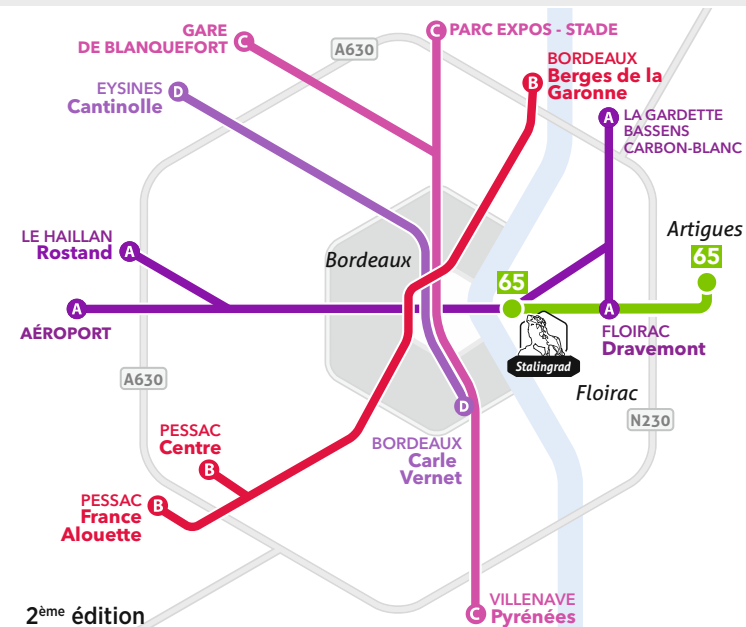 GARE
DE BLANQUEFORT
C
C
PARC EXPOS - STADE
A630
BORDEAUX
Berges de la
Garonne
B
EYSINES
Cantinolle
D
A
LA GARDETTE
BASSENS
CARBON-BLANC
LE HAILLAN
Rostand
A
Bordeaux
Artigues
65
65
A
AÉROPORT
A
FLOIRAC
Dravemont
Stalingrad
A630
Floirac
N230
D
BORDEAUX
Carle
Vernet
PESSAC
Centre
B
PESSAC
France
Alouette
B
C
VILLENAVE
Pyrénées
2ème édition